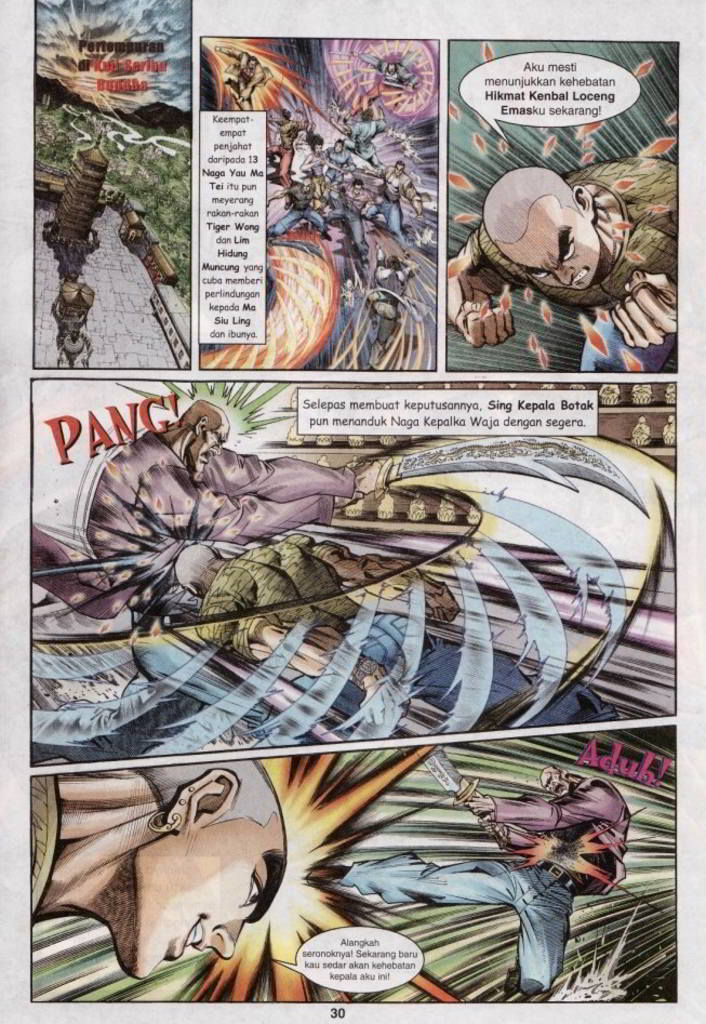 Pertempuran
di Kuil Seribu
Buddha
Keempat-
empat
penjahat
daripada 13
Naga Yau Ma
Tei itu pun
menyerang
rakan-rakan
Tiger Wong
dan Lim
Hidung
Muncung yang
cuba memberi
perlindungan
kepada Ma
Siu Ling
dan ibunya.
Aku mesti
menunjukkan kehebatan
Hikmat Kenbal Loceng
Emasku sekarang!
PANG!
Selepas membuat keputusannya, Sing Kepala Botak
pun menanduk Naga Kepalka Waja dengan segera.
Aduh!
Alangkah
seronoknya! Sekarang baru
kau sedar akan kehebatan
kepala aku ini!
30